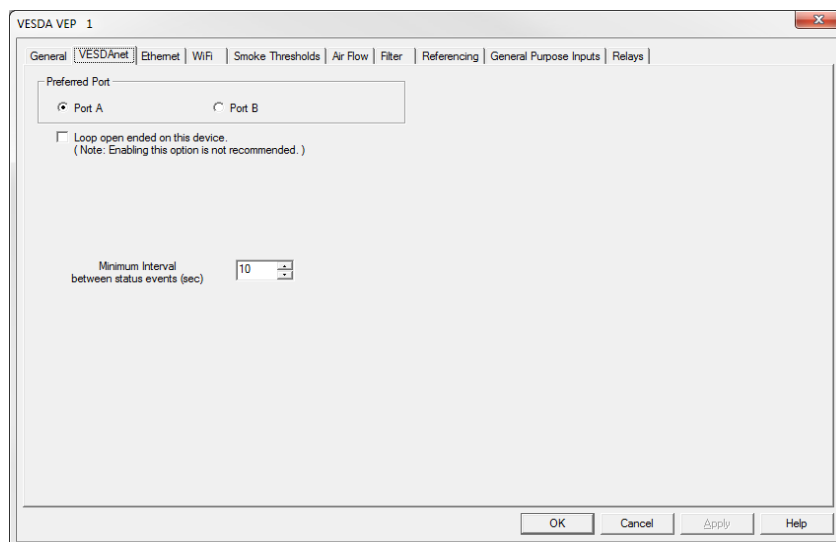 VESDA VEP 1
General VESDAnet Ethernet WiFi Smoke Thresholds Air Flow Filter Referencing General Purpose Inputs Relays
Preferred Port
Port A Port B
Loop open ended on this device.
( Note: Enabling this option is not recommended. )
Minimum Interval
between status events (sec)
10
OK Cancel Apply Help